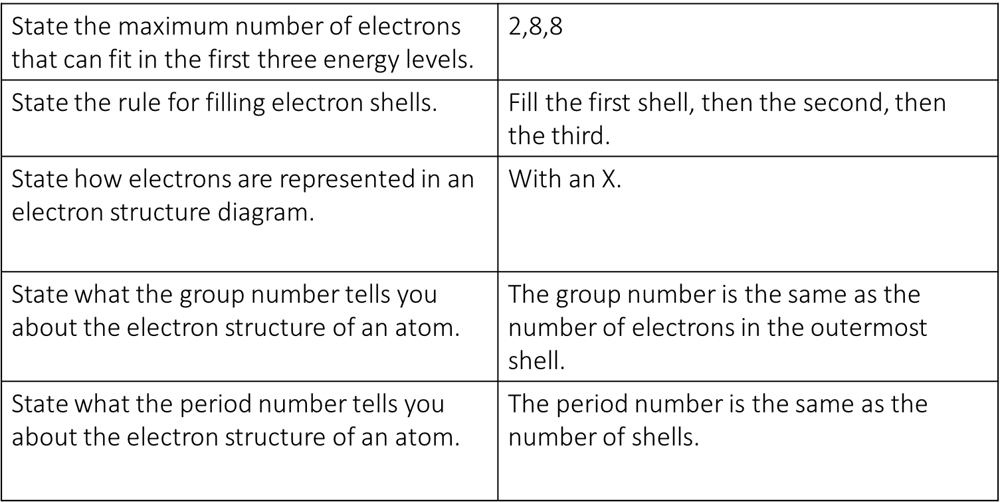 State the maximum number of electrons
that can fit in the first three energy levels.
2,8,8
State the rule for filling electron shells.
Fill the first shell, then the second, then
the third.
State how electrons are represented in an
electron structure diagram.
With an X.
State what the group number tells you
about the electron structure of an atom.
The group number is the same as the
number of electrons in the outermost
shell.
State what the period number tells you
about the electron structure of an atom.
The period number is the same as the
number of shells.